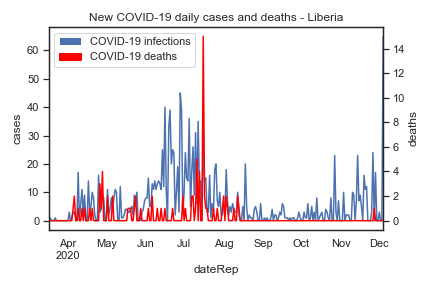 New COVID-19 daily cases and deaths - Liberia
COVID-19 infections
COVID-19 deaths
60
50
40
30
20
10
0
cases
14
12
10
8
6
4
2
0
deaths
Apr May Jun Jul Aug Sep Oct Nov Dec
2020
dateRep